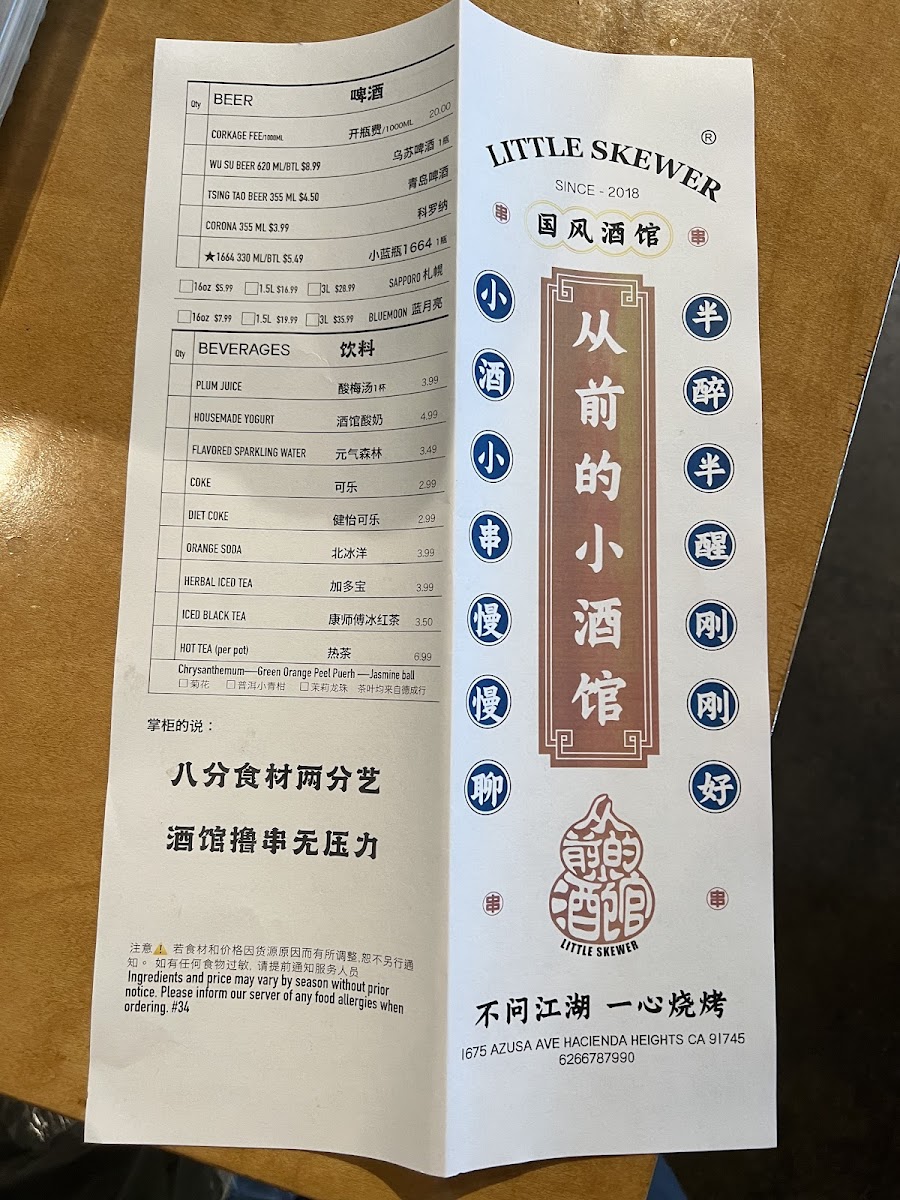 Qty BEER 啤酒
CORKAGE FEE/1000ML 开瓶费/1000ML 20.00
WU SU BEER 620 ML/BTL $8.99 乌苏啤酒 1瓶
TSING TAO BEER 355 ML $4.50 青岛啤酒
CORONA 355 ML $3.99 科罗纳
★1664 330 ML/BTL $5.49 小蓝瓶1664 1瓶
□16oz $5.99 □1.5L $16.99 □3L $28.99 SAPPORO 札幌
□16oz $7.99 □1.5L $19.99 □3L $35.99 BLUEMOON 蓝月亮
Qty BEVERAGES 饮料
PLUM JUICE 酸梅汤1杯 3.99
HOUSEMADE YOGURT 酒馆酸奶 4.99
FLAVORED SPARKLING WATER 元气森林 3.49
COKE 可乐 2.99
DIET COKE 健怡可乐 2.99
ORANGE SODA 北冰洋 3.99
HERBAL ICED TEA 加多宝 3.99
ICED BLACK TEA 康师傅冰红茶 3.50
HOT TEA (per pot) 热茶 6.99
Chrysanthemum—Green Orange Peel Puerh —Jasmine ball
□菊花 □普洱小青柑 □茉莉龙珠 茶叶均来自德成行
掌柜的说：
八分食材两分艺
酒馆撸串无压力
注意⚠ 若食材和价格因货源原因而有所调整,恕不另行通
知。 如有任何食物过敏, 请提前通知服务人员
Ingredients and price may vary by season without prior
notice. Please inform our server of any food allergies when
ordering. #34
®
LITTLE SKEWER
SINCE - 2018
串 国风酒馆 串
小酒小串慢慢聊
从前的小酒馆
半醉半醒刚刚好
从前的酒馆
LITTLE SKEWER
串 串
不问江湖 一心烧烤
1675 AZUSA AVE HACIENDA HEIGHTS CA 91745
6266787990